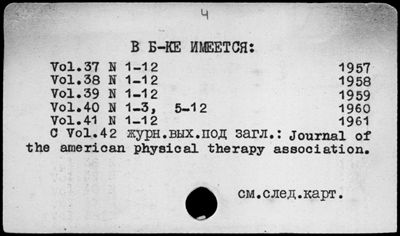 4
В Б-КЕ ИМЕЕТСЯ:
Vol.37 N 1-12 1957
Vol.38 N 1-12 1958
Vol.39 N 1-12 1959
Vol.40 N 1-3, 5-12 1960
Vol.41 N 1-12 1961
С Vol.42 журн.вых.под загл.: Journal of
the american physical therapy association.
см.след.карт.